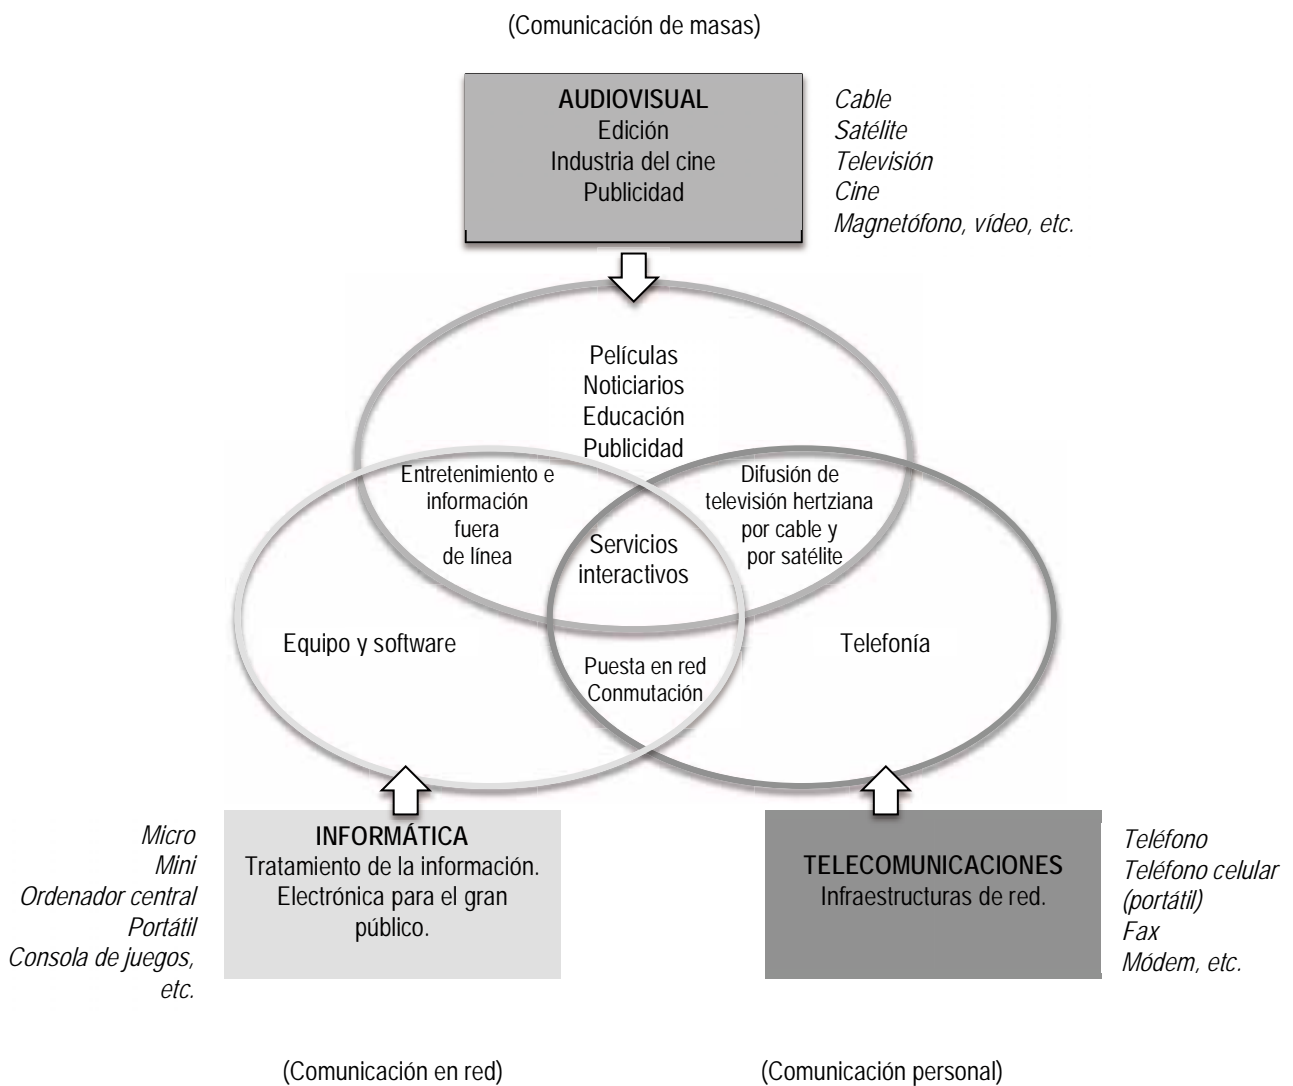 (Comunicación de masas)
AUDIOVISUAL
Edición
Industria del cine
Publicidad
Cable
Satélite
Televisión
Cine
Magnetófono, vídeo, etc.
Películas
Noticiarios
Educación
Publicidad
Entretenimiento e
información
fuera
de línea
Difusión de
televisión hertziana
por cable y
por satélite
Servicios
interactivos
Equipo y software
Telefonía
Puesta en red
Conmutación
Micro
Mini
Ordenador central
Portátil
Consola de juegos,
etc.
INFORMÁTICA
Tratamiento de la información.
Electrónica para el gran
público.
TELECOMUNICACIONES
Infraestructuras de red.
Teléfono
Teléfono celular
(portátil)
Fax
Módem, etc.
(Comunicación en red)
(Comunicación personal)